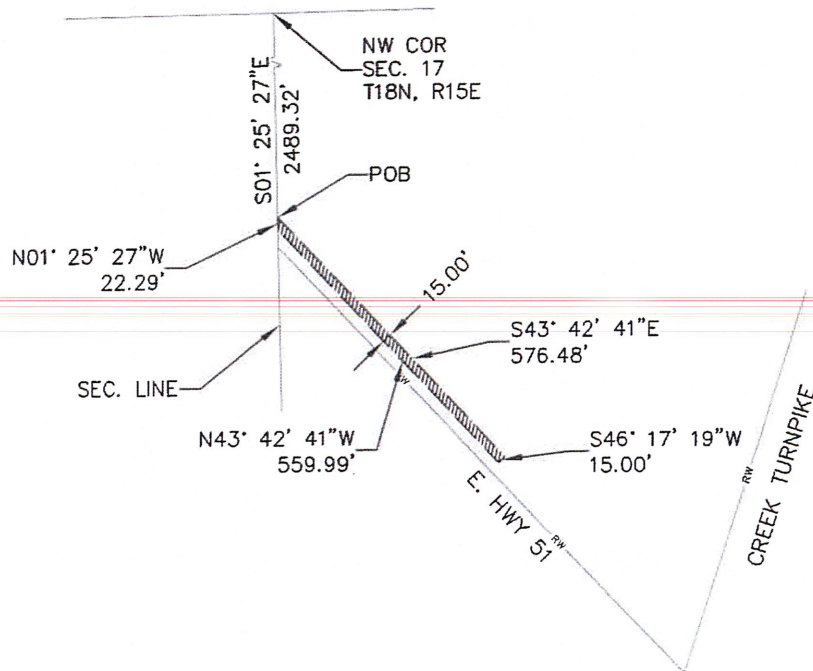 NW COR
SEC. 17
T18N, R15E
S01° 25' 27"E
2489.32'
POB
N01° 25' 27"W
22.29'
15.00'
S43° 42' 41"E
576.48'
SEC. LINE
RW
N43° 42' 41"W
559.99'
S46° 17' 19"W
15.00'
E. HWY 51
RW
RW
CREEK TURNPIKE